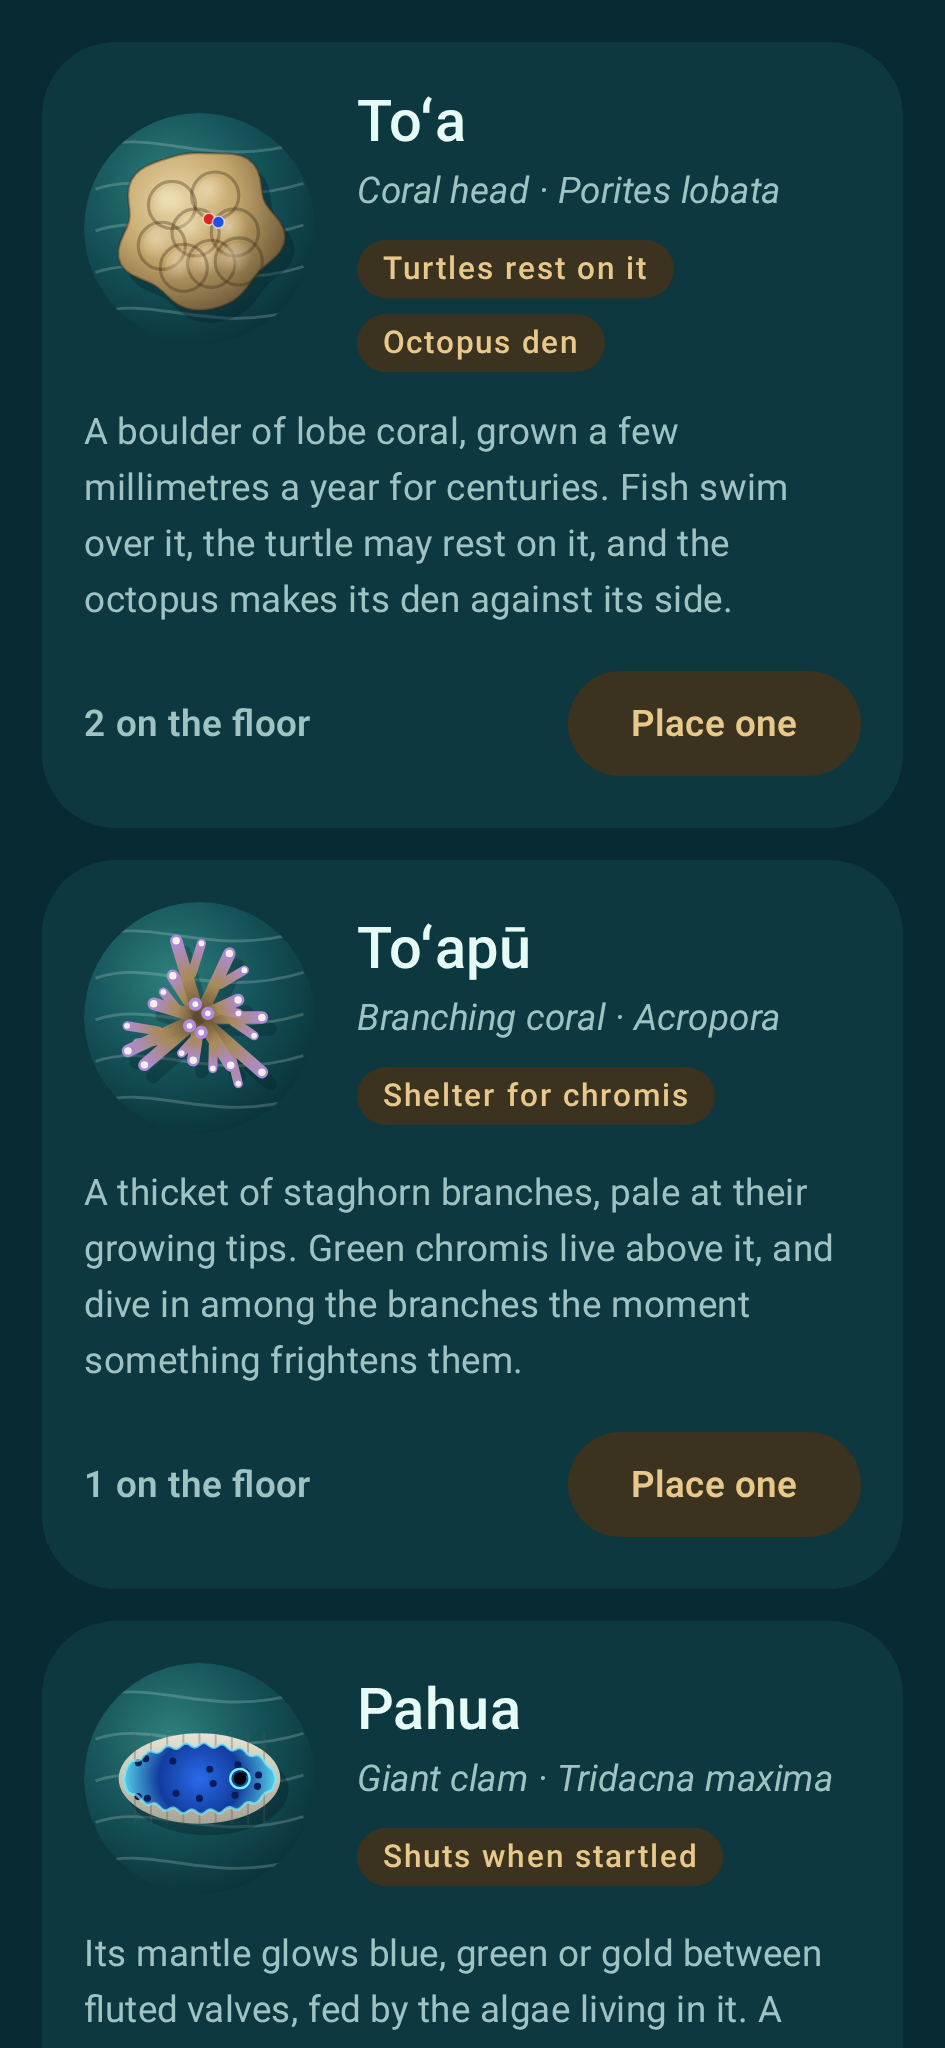 Toʻa
Coral head · Porites lobata
Turtles rest on it
Octopus den
A boulder of lobe coral, grown a few
millimetres a year for centuries. Fish swim
over it, the turtle may rest on it, and the
octopus makes its den against its side.
2 on the floor
Place one
Toʻapū
Branching coral · Acropora
Shelter for chromis
A thicket of staghorn branches, pale at their
growing tips. Green chromis live above it, and
dive in among the branches the moment
something frightens them.
1 on the floor
Place one
Pahua
Giant clam · Tridacna maxima
Shuts when startled
Its mantle glows blue, green or gold between
fluted valves, fed by the algae living in it. A